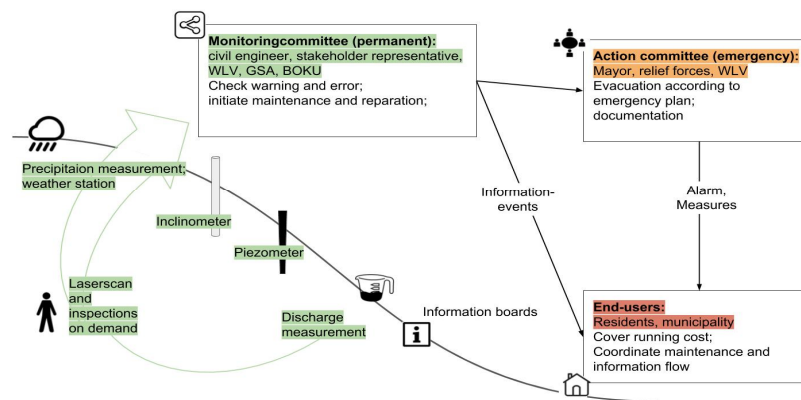 Monitoringcommittee (permanent):
civil engineer, stakeholder representative,
WLV, GSA, BOKU
Check warning and error;
initiate maintenance and reparation;
Action committee (emergency):
Mayor, relief forces, WLV
Evacuation according to
emergency plan;
documentation
Precipitaion measurement;
weather station
Inclinometer
Piezometer
Information-
events
Alarm,
Measures
Laserscan
and
inspections
on demand
Discharge
measurement
Information boards
i
End-users:
Residents, municipality
Cover running cost;
Coordinate maintenance and
information flow